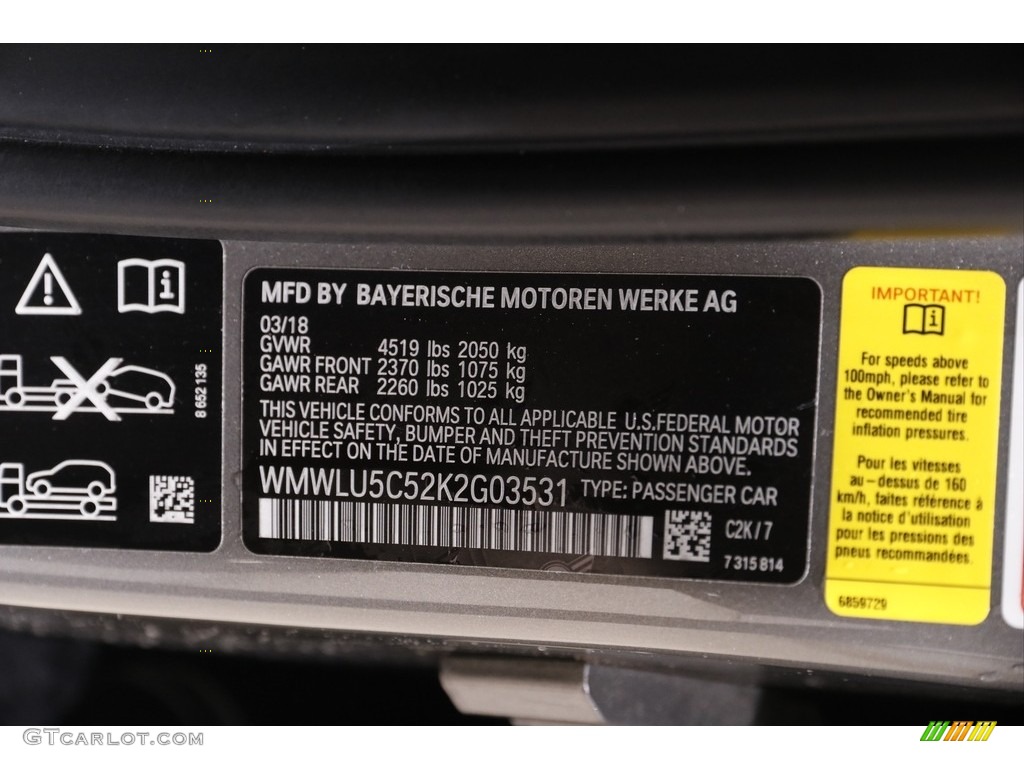 8 652 135
MFD BY BAYERISCHE MOTOREN WERKE AG
03/18
GVWR 4519 lbs 2050 kg
GAWR FRONT 2370 lbs 1075 kg
GAWR REAR 2260 lbs 1025 kg
THIS VEHICLE CONFORMS TO ALL APPLICABLE U.S.FEDERAL MOTOR
VEHICLE SAFETY, BUMPER AND THEFT PREVENTION STANDARDS
IN EFFECT ON THE DATE OF MANUFACTURE SHOWN ABOVE.
WMWLU5C52K2G03531 TYPE: PASSENGER CAR
C2K/7
7 315 814
IMPORTANT!
For speeds above
100mph, please refer to
the Owner's Manual for
recommended tire
inflation pressures.
Pour les vitesses
au-dessus de 160
km/h, faites référence à
la notice d'utilisation
pour les pressions des
pneus recommandées.
6859729
GTcarlot.com